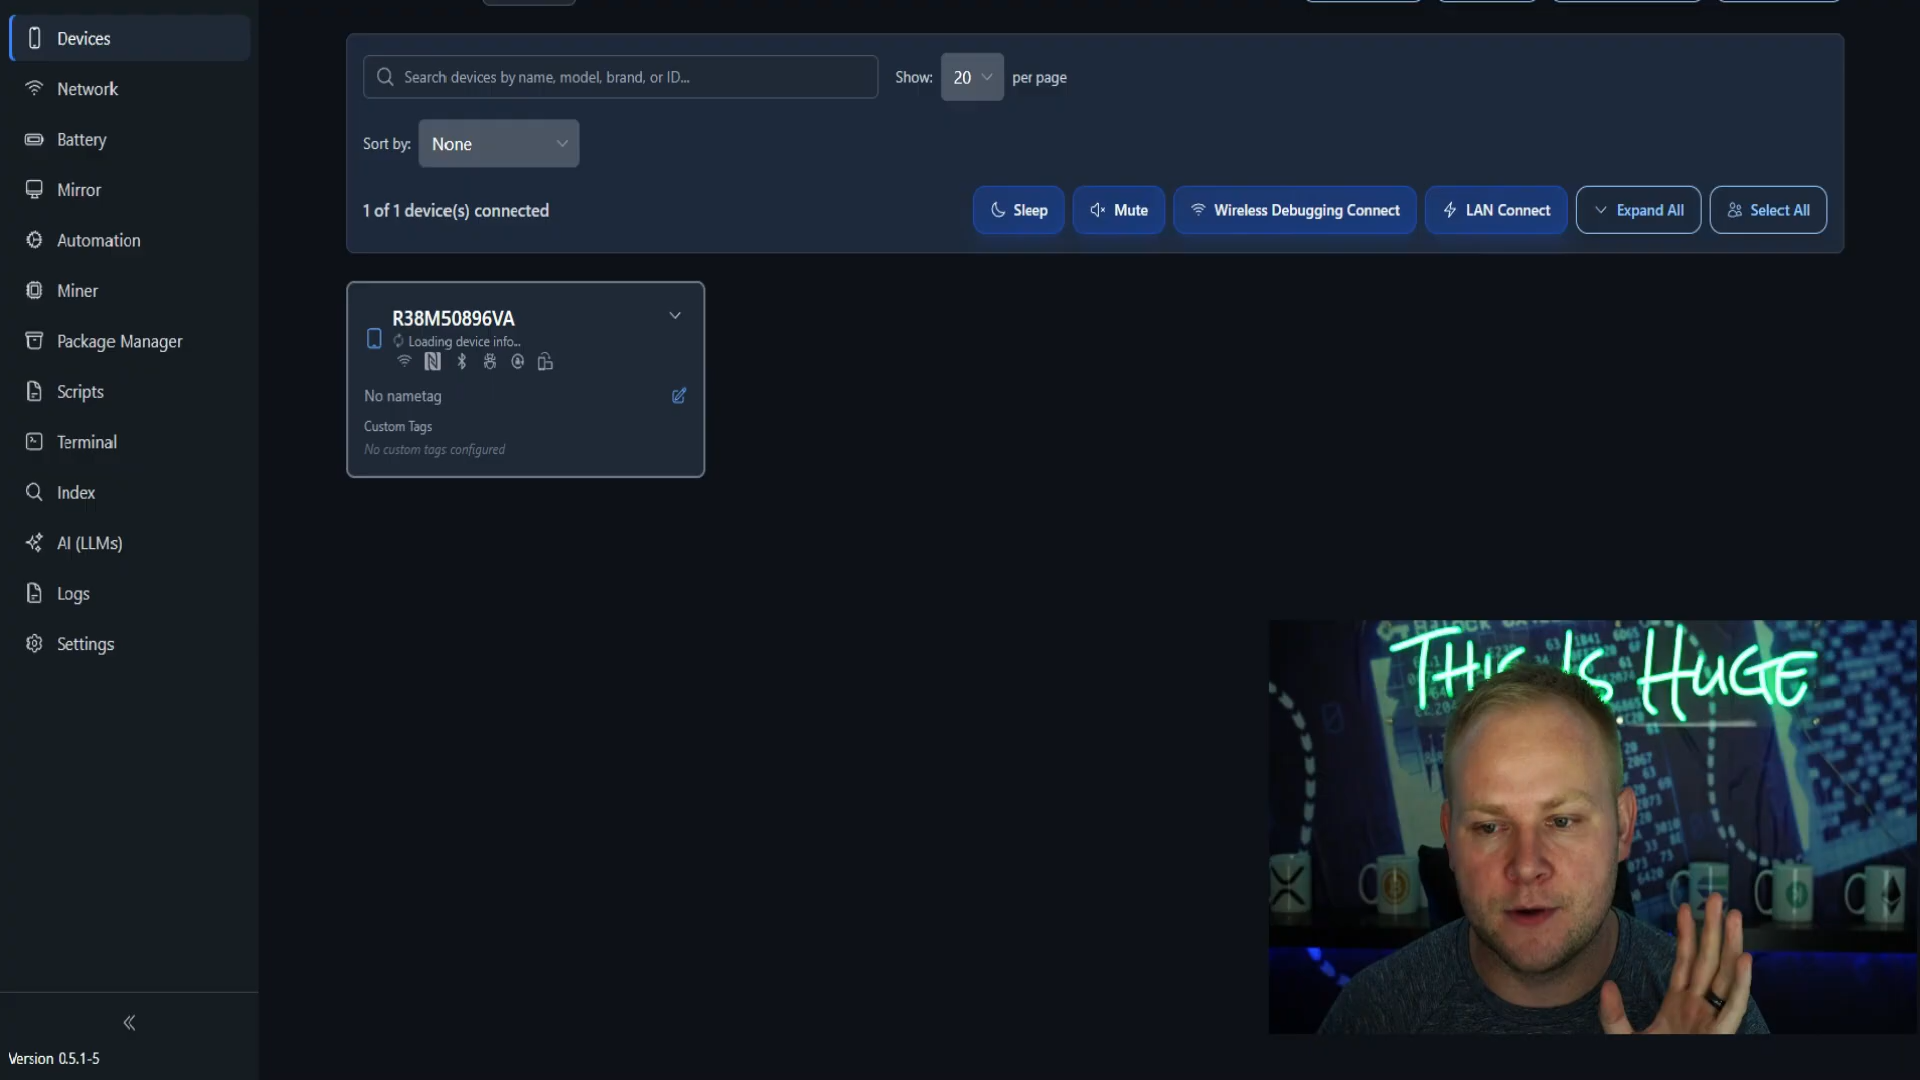 Devices
Network
Battery
Mirror
Automation
Miner
Package Manager
Scripts
Terminal
Index
AI (LLMs)
Logs
Settings
Version 0.5.1-5
Search devices by name, model, brand, or ID...
Show: 20 per page
Sort by: None
1 of 1 device(s) connected
Sleep
Mute
Wireless Debugging Connect
LAN Connect
Expand All
Select All
R38M50896VA
Loading device info...
No nametag
Custom Tags
No custom tags configured
THIS IS HUGE